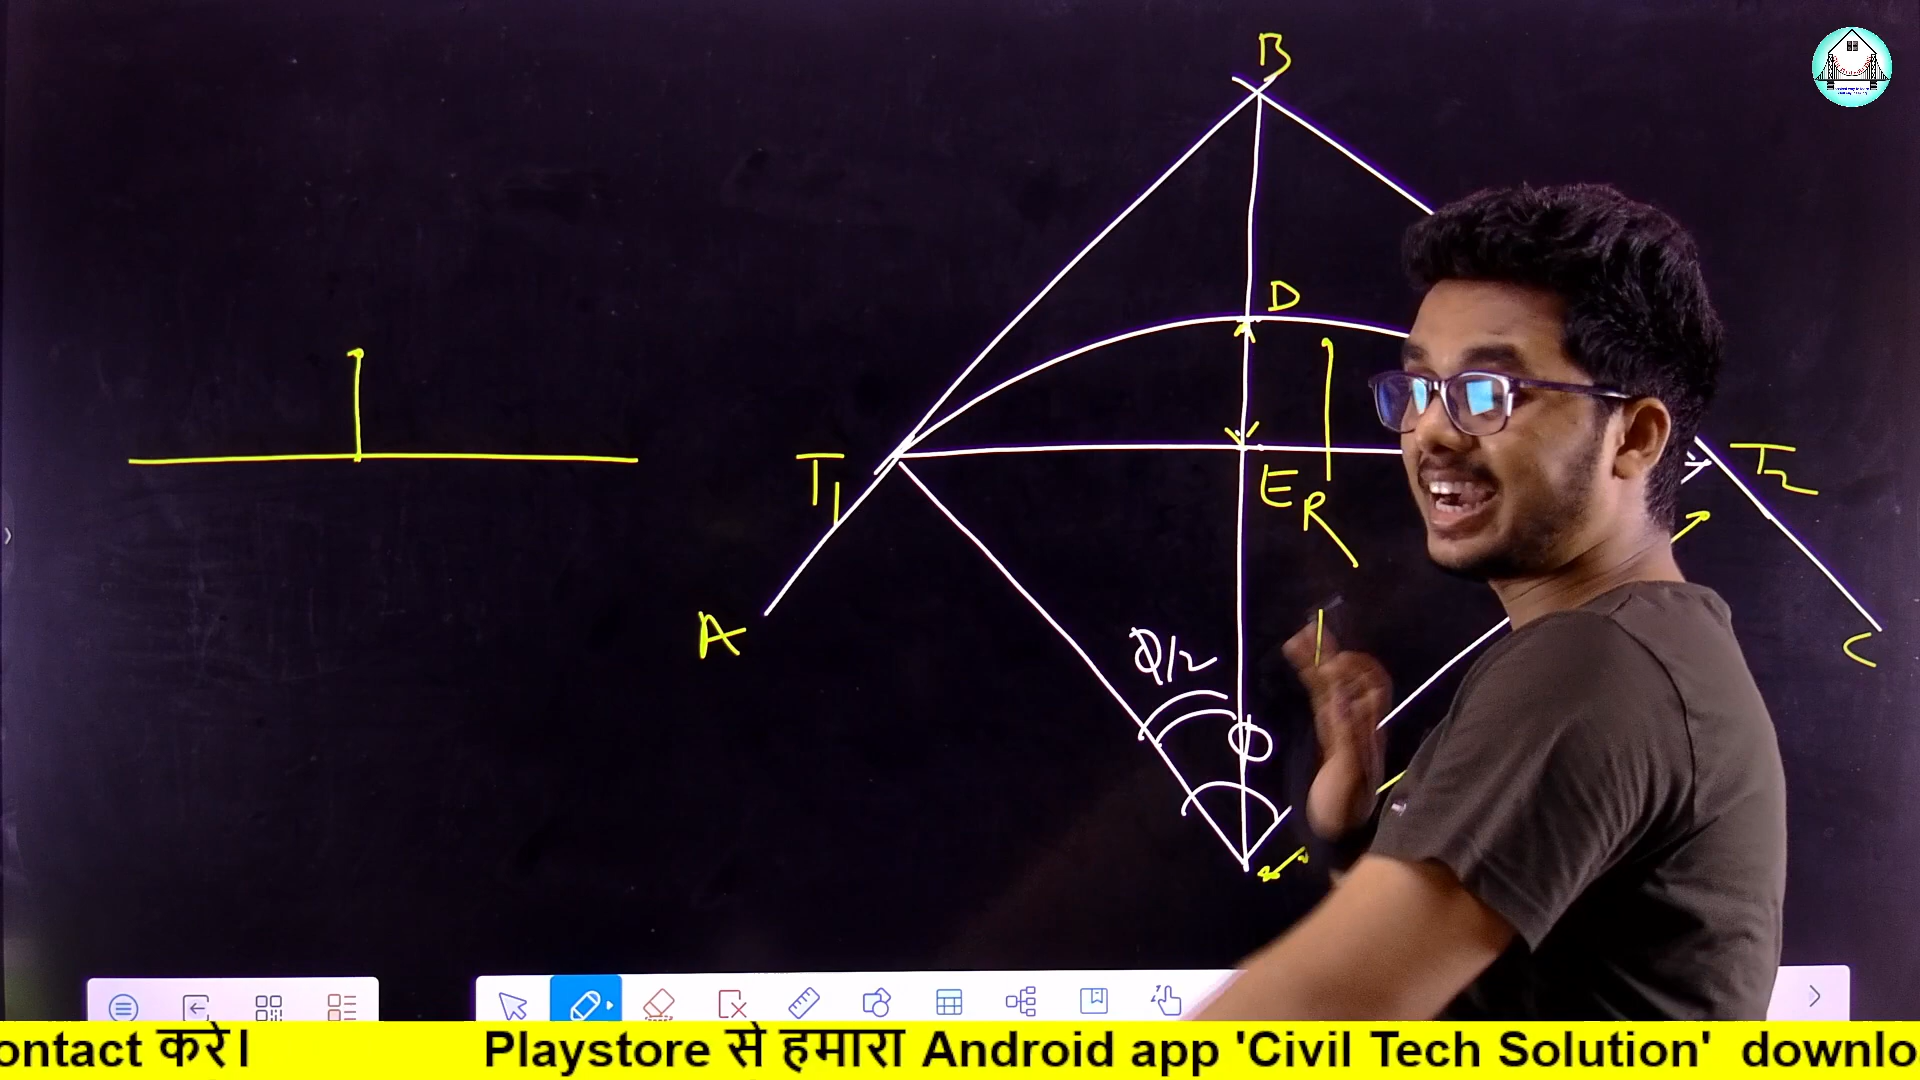 B
D
T1
T2
E
R
A
C
Φ/2
Φ
ontact करे।
Playstore से हमारा Android app 'Civil Tech Solution' downlo